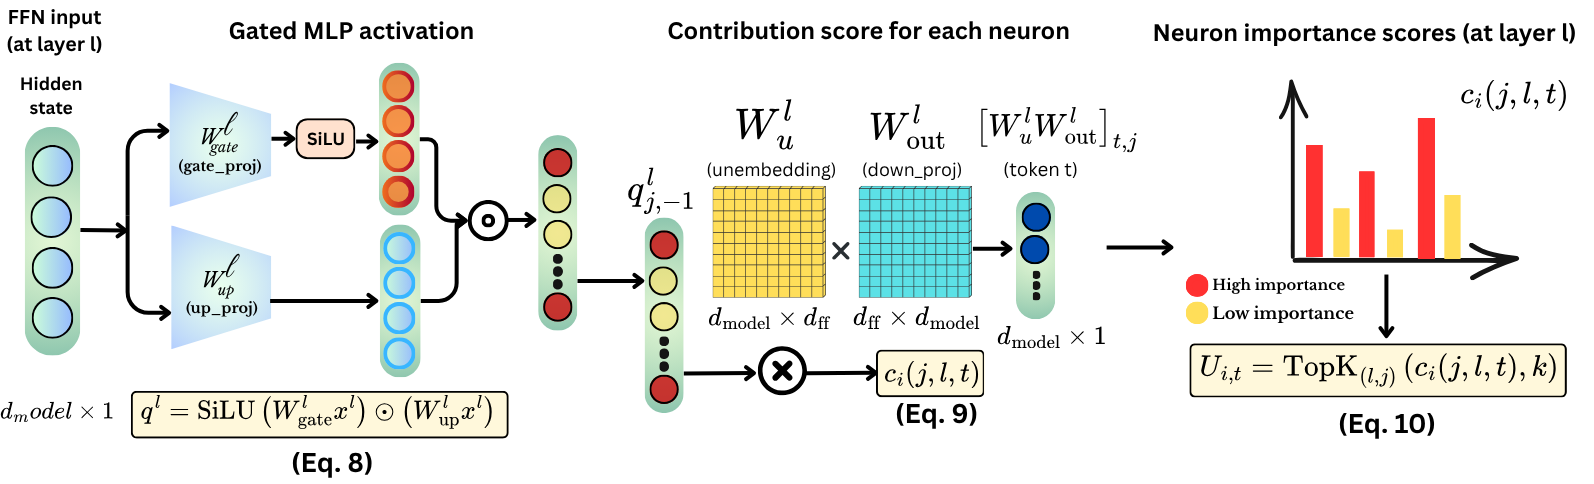 FFN input
(at layer l)
Hidden
state
d_model × 1
Gated MLP activation
W^l_gate
(gate_proj)
SiLU
W^l_up
(up_proj)
q^l = SiLU (W^l_gate x^l) ⊙ (W^l_up x^l)
(Eq. 8)
Contribution score for each neuron
q^l_{j,−1}
W^l_u
(unembedding)
d_model × d_ff
×
W^l_out
(down_proj)
d_ff × d_model
[W^l_u W^l_out]_{t,j}
(token t)
d_model × 1
c_i(j, l, t)
(Eq. 9)
Neuron importance scores (at layer l)
c_i(j, l, t)
High importance
Low importance
U_{i,t} = TopK_{(l,j)} (c_i(j, l, t), k)
(Eq. 10)